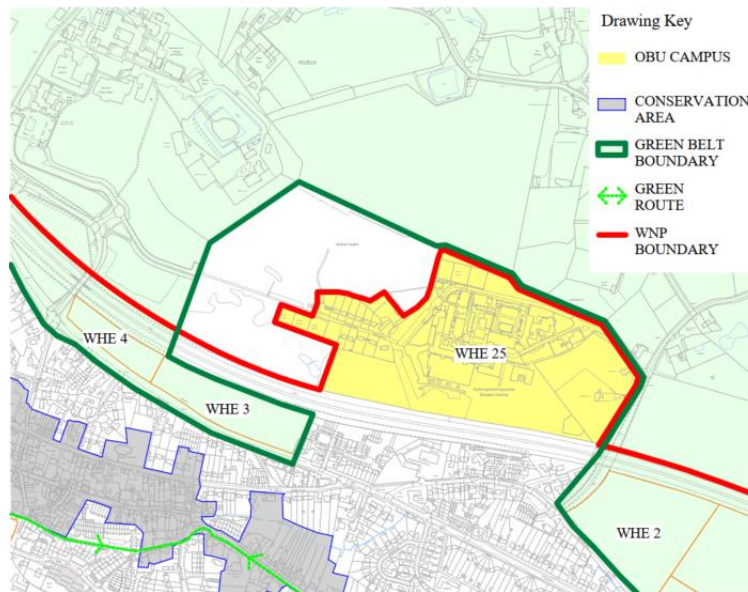 Drawing Key
OBU CAMPUS
CONSERVATION
AREA
GREEN BELT
BOUNDARY
GREEN
ROUTE
WNP
BOUNDARY
WHE 4
WHE 3
WHE 25
WHE 2